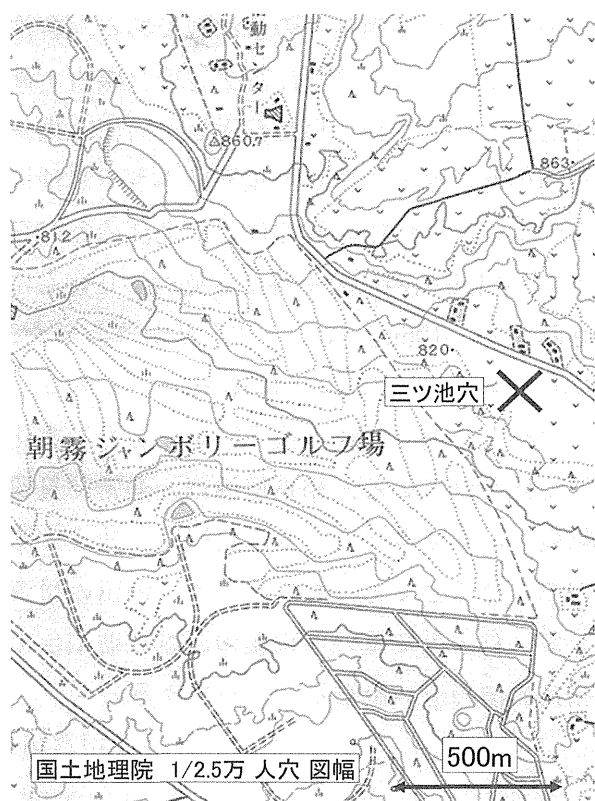 動センター
860.7
863
812
820
三ツ池穴
朝霧ジャンボリーゴルフ場
500m
国土地理院 1/2.5万 人穴 図幅